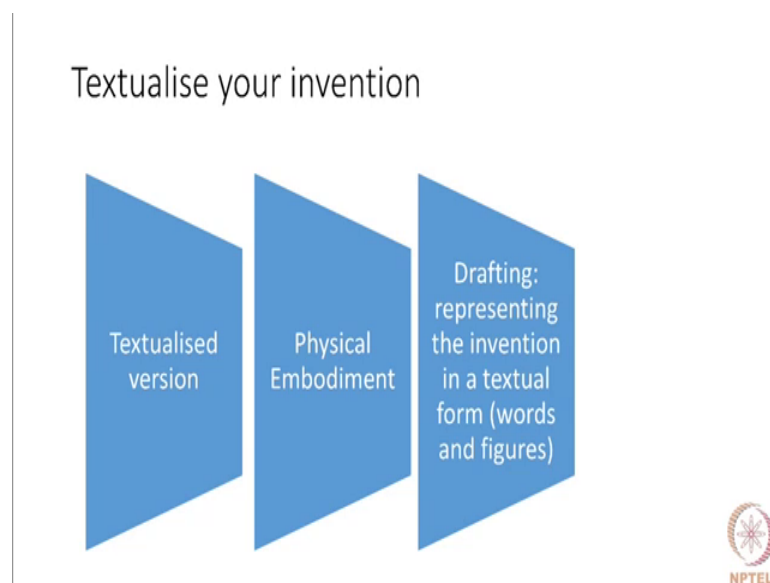 Textualise your invention
Textualised
version
Physical
Embodiment
Drafting:
representing
the invention
in a textual
form (words
and figures)
NPTEL